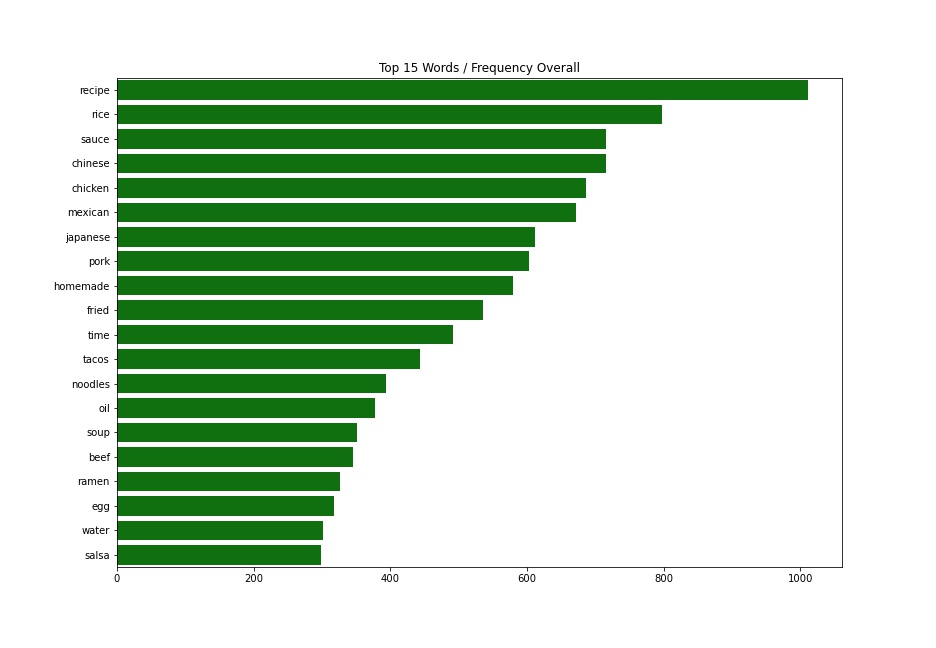 Top 15 Words / Frequency Overall
recipe
rice
sauce
chinese
chicken
mexican
japanese
pork
homemade
fried
time
tacos
noodles
oil
soup
beef
ramen
egg
water
salsa
0 200 400 600 800 1000